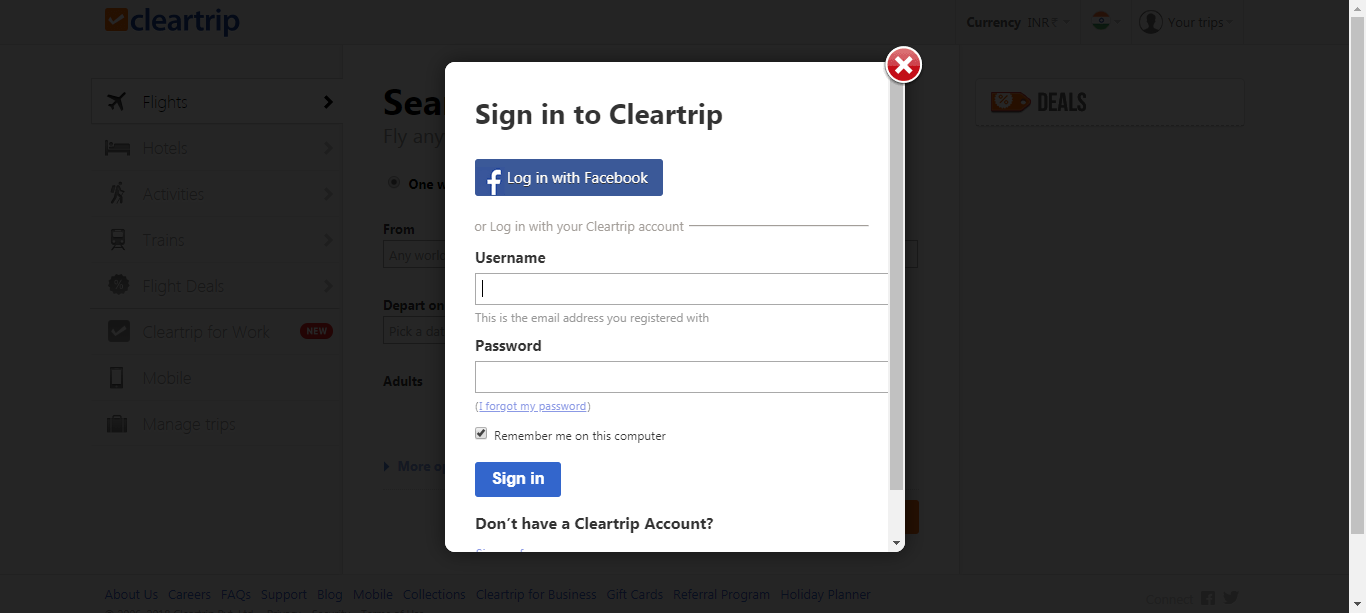 cleartrip
Currency INR ₹
Your trips
Flights
Hotels
Activities
Trains
Flight Deals
Cleartrip for Work NEW
Mobile
Manage trips
Sea
Fly any
One w
From
Any worl
Depart on
Pick a dat
Adults
More op
Sign in to Cleartrip
f Log in with Facebook
or Log in with your Cleartrip account
Username
This is the email address you registered with
Password
(I forgot my password)
Remember me on this computer
Sign in
Don't have a Cleartrip Account?
% DEALS
About Us Careers FAQs Support Blog Mobile Collections Cleartrip for Business Gift Cards Referral Program Holiday Planner
Connect